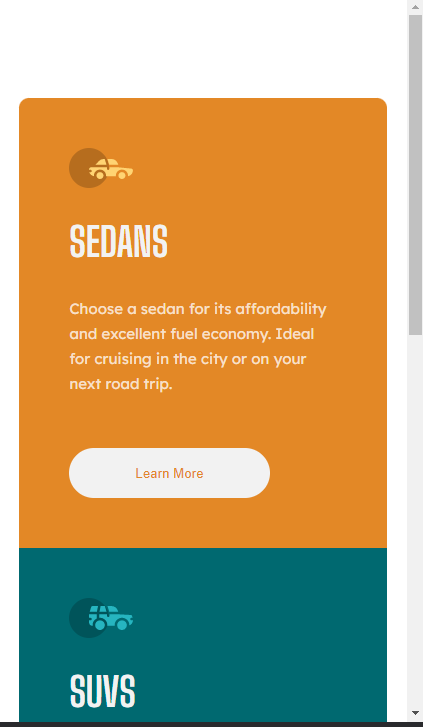 SEDANS
Choose a sedan for its affordability
and excellent fuel economy. Ideal
for cruising in the city or on your
next road trip.
Learn More
SUVS